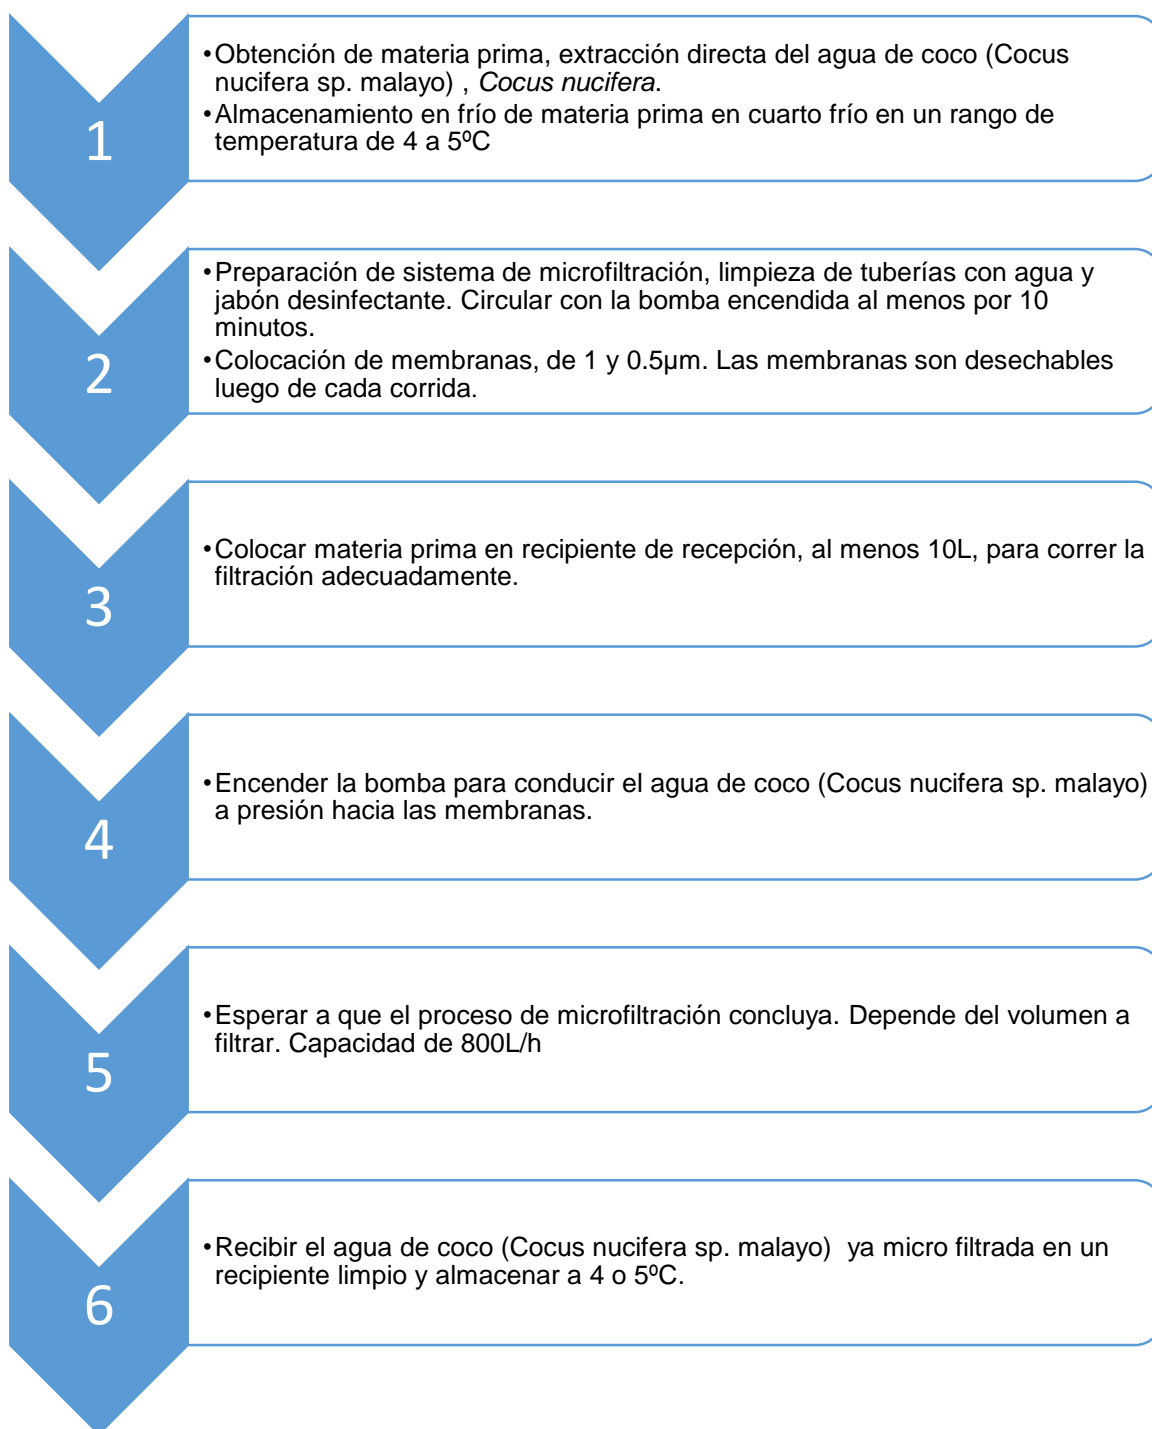 1
•Obtención de materia prima, extracción directa del agua de coco (Cocus
nucifera sp. malayo) , Cocus nucifera.
•Almacenamiento en frío de materia prima en cuarto frío en un rango de
temperatura de 4 a 5ºC
2
•Preparación de sistema de microfiltración, limpieza de tuberías con agua y
jabón desinfectante. Circular con la bomba encendida al menos por 10
minutos.
•Colocación de membranas, de 1 y 0.5µm. Las membranas son desechables
luego de cada corrida.
3
•Colocar materia prima en recipiente de recepción, al menos 10L, para correr la
filtración adecuadamente.
4
•Encender la bomba para conducir el agua de coco (Cocus nucifera sp. malayo)
a presión hacia las membranas.
5
•Esperar a que el proceso de microfiltración concluya. Depende del volumen a
filtrar. Capacidad de 800L/h
6
•Recibir el agua de coco (Cocus nucifera sp. malayo)  ya micro filtrada en un
recipiente limpio y almacenar a 4 o 5ºC.